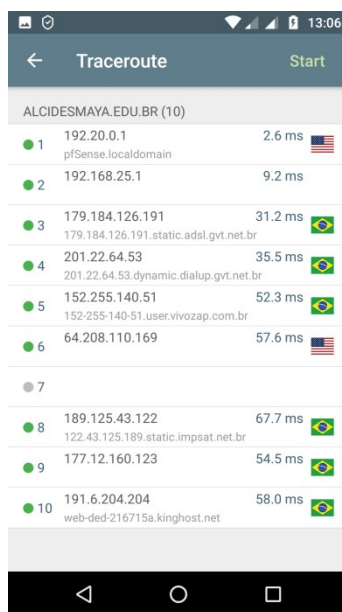 13:06
Traceroute
Start
ALCIDESMAYA.EDU.BR (10)
1 192.20.0.1 2.6 ms
pfSense.localdomain
2 192.168.25.1 9.2 ms
3 179.184.126.191 31.2 ms
179.184.126.191.static.adsl.gvt.net.br
4 201.22.64.53 35.5 ms
201.22.64.53.dynamic.dialup.gvt.net.br
5 152.255.140.51 52.3 ms
152-255-140-51.user.vivozap.com.br
6 64.208.110.169 57.6 ms
7
8 189.125.43.122 67.7 ms
122.43.125.189.static.impsat.net.br
9 177.12.160.123 54.5 ms
10 191.6.204.204 58.0 ms
web-ded-216715a.kinghost.net